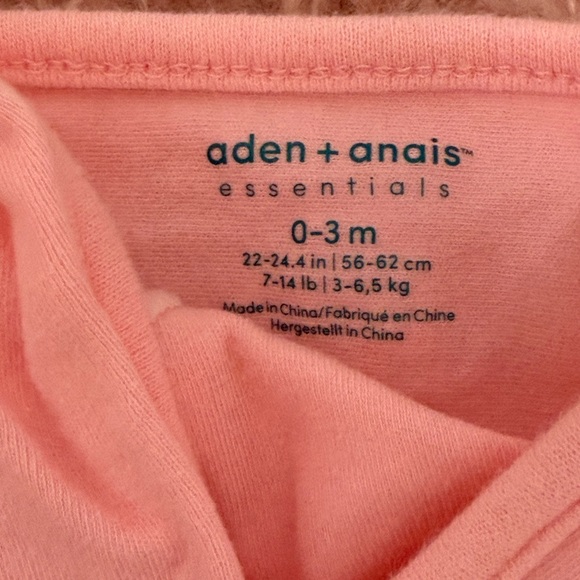 aden + anais™
essentials
0-3 m
22-24.4 in | 56-62 cm
7-14 lb | 3-6,5 kg
Made in China/Fabriqué en Chine
Hergestellt in China